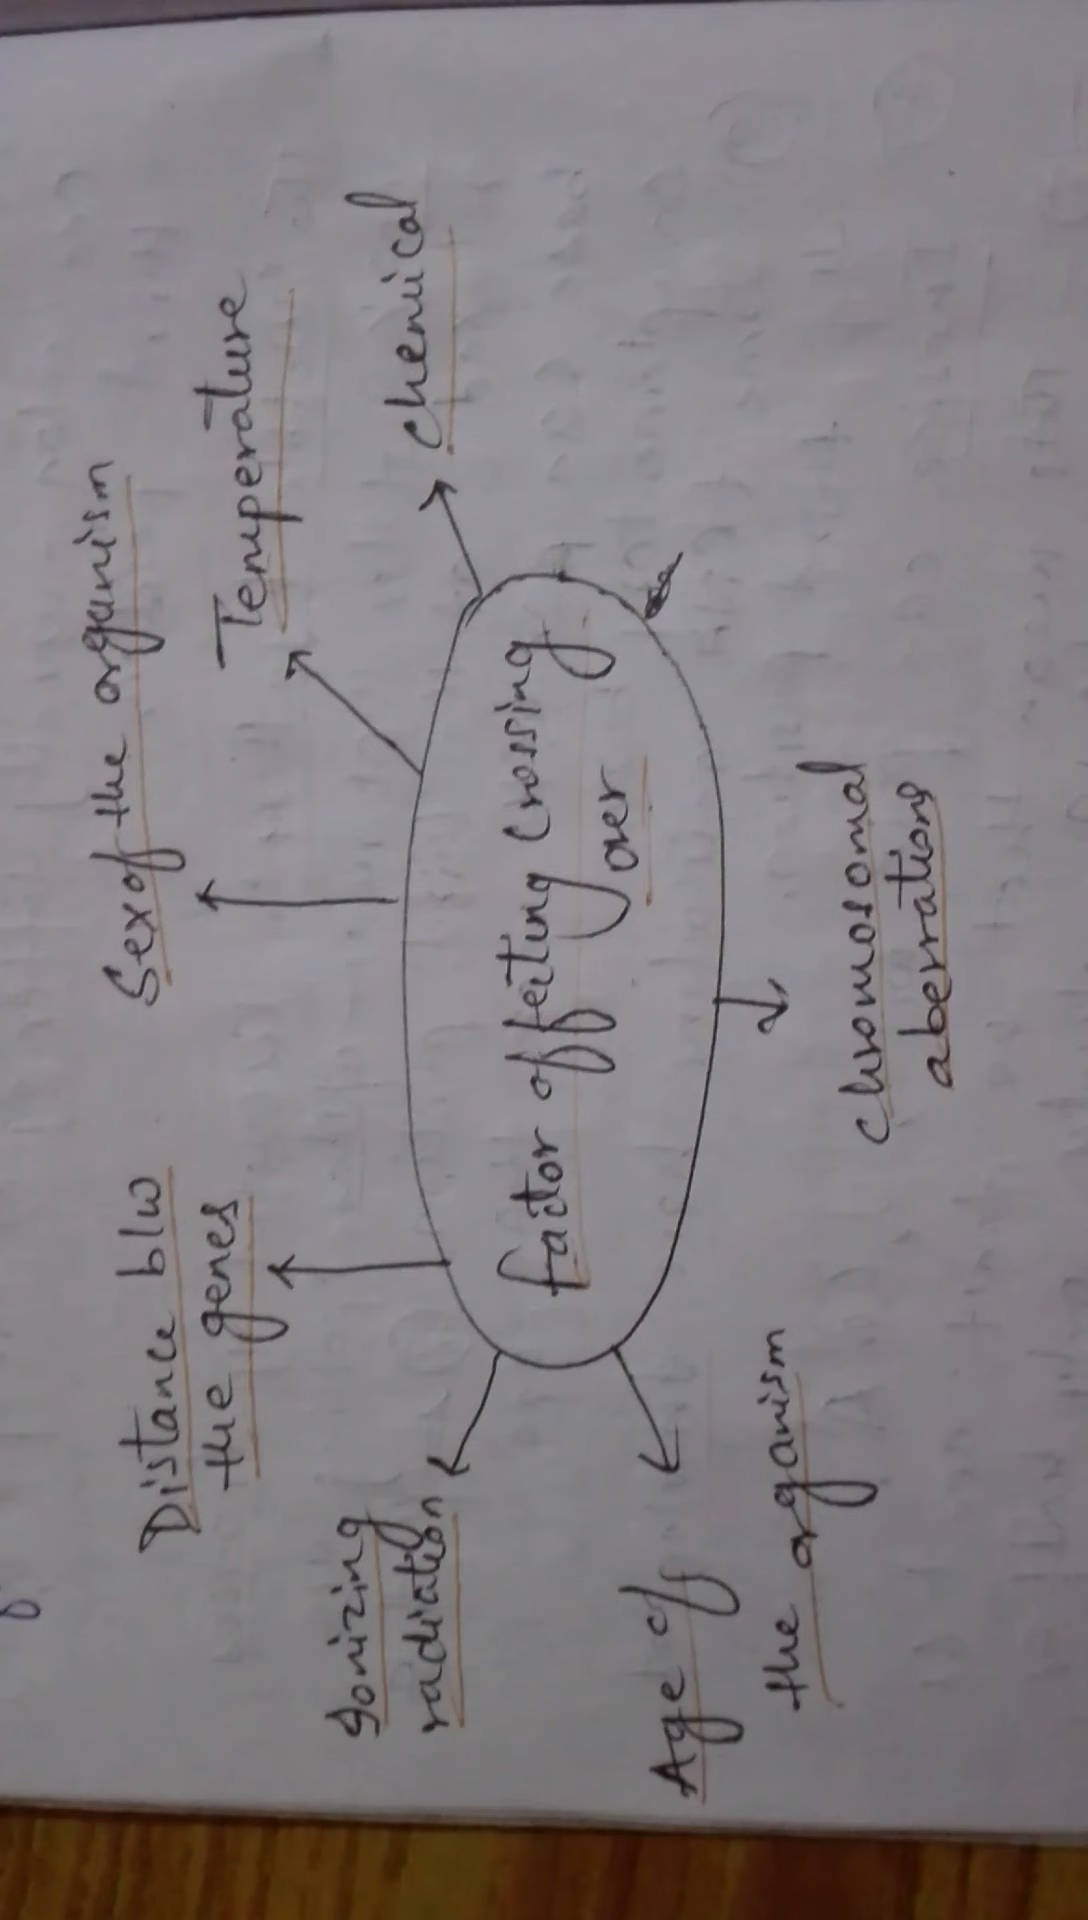 Distance b/w
the genes
Sex of the organism
Temperature
chemical
Ionizing
radiation
factor offeiting Crossing
over
Age of
the organism
chromosomal
aberrations